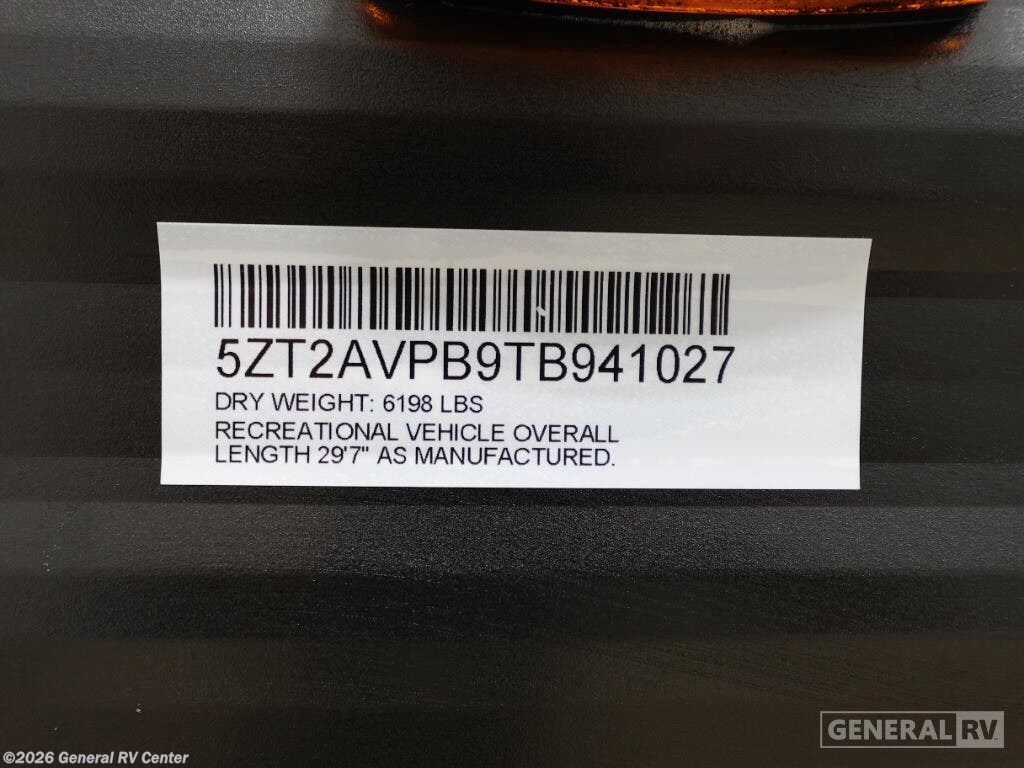 5ZT2AVPB9TB941027
DRY WEIGHT: 6198 LBS
RECREATIONAL VEHICLE OVERALL
LENGTH 29'7" AS MANUFACTURED.
GENERAL RV
©2026 General RV Center